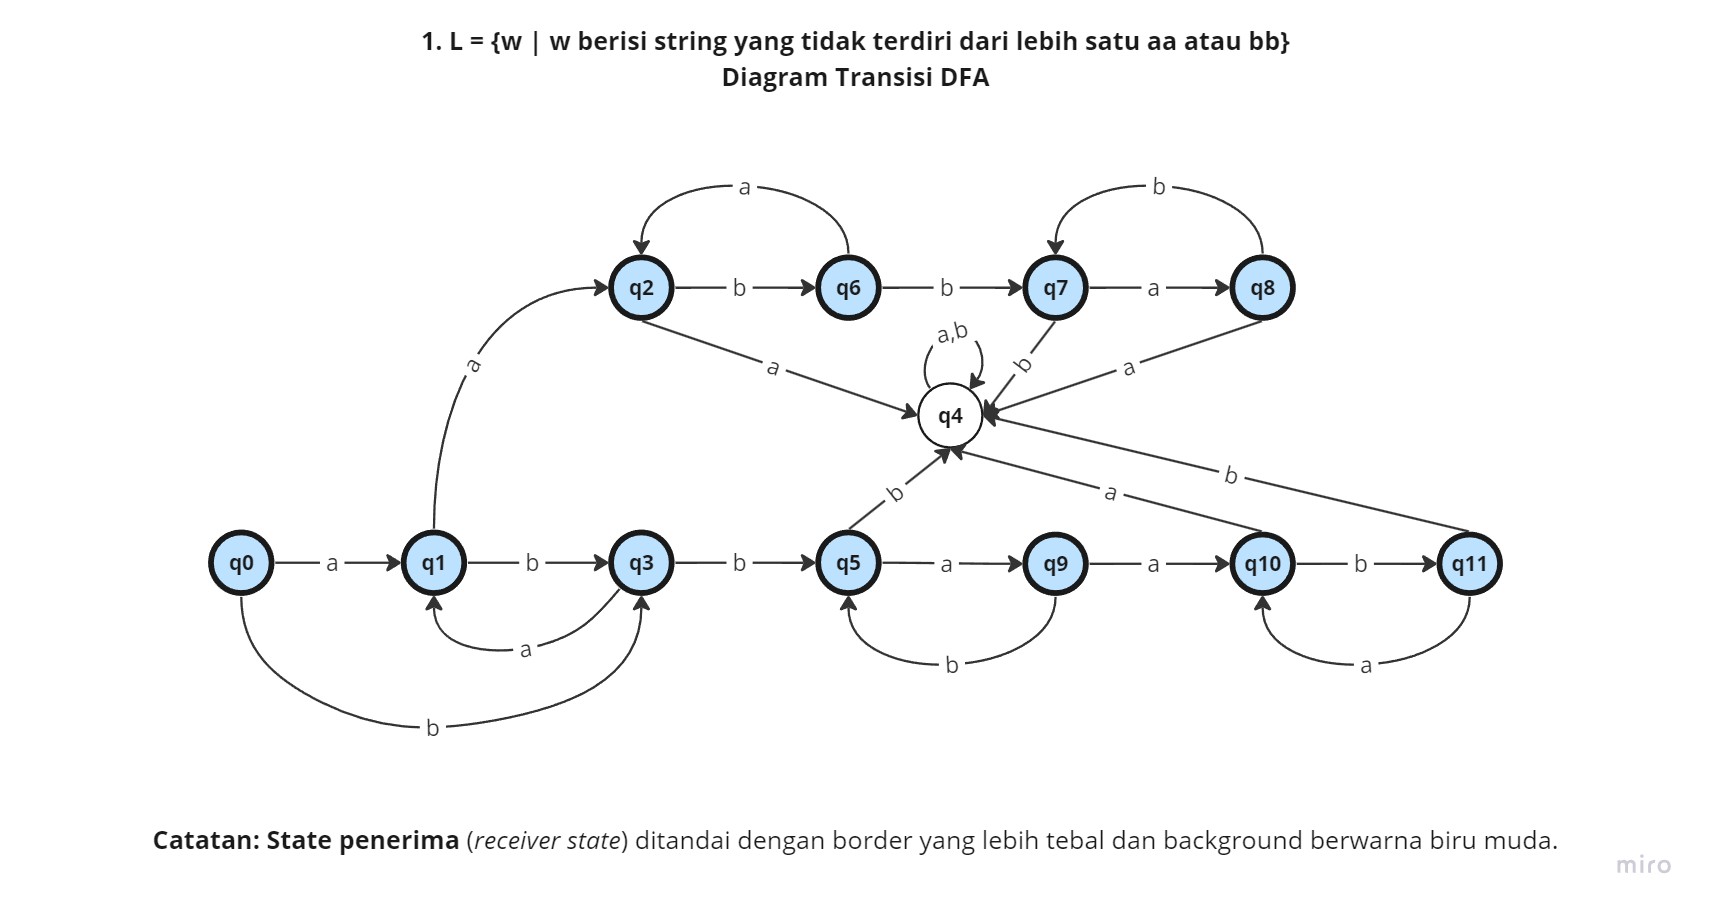 1. L = {w | w berisi string yang tidak terdiri dari lebih satu aa atau bb}
Diagram Transisi DFA
a
b
q2
b
q6
b
q7
a
q8
a,b
a
a
b
a
q4
b
b
a
q0
a
q1
b
q3
b
q5
a
q9
a
q10
b
q11
a
b
a
b
Catatan: State penerima (receiver state) ditandai dengan border yang lebih tebal dan background berwarna biru muda.
miro